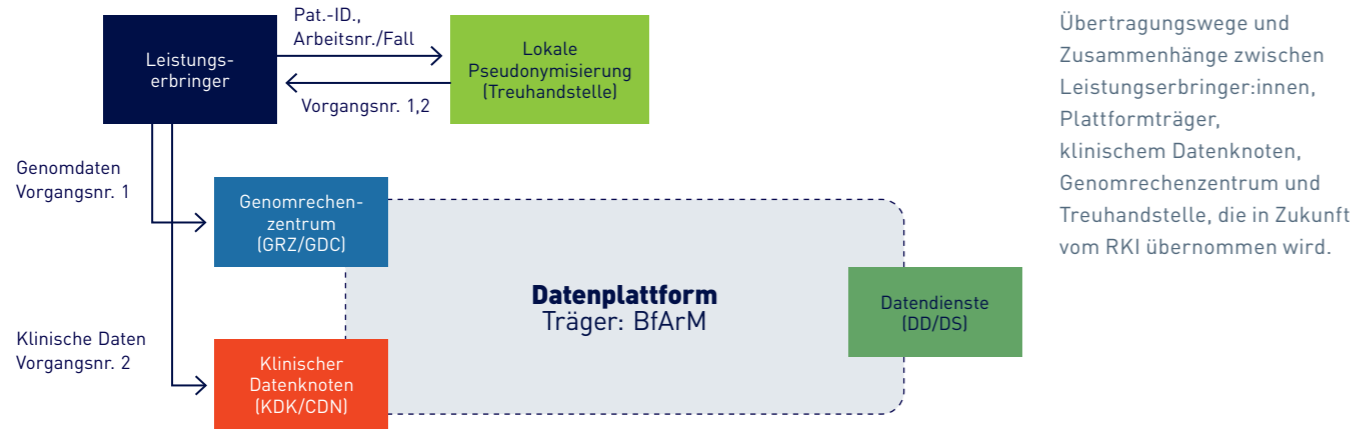 Pat.-ID.,
Arbeitsnr./Fall
Leistungs-
erbringer
Lokale
Pseudonymisierung
(Treuhandstelle)
Vorgangsnr. 1,2
Genomdaten
Vorgangsnr. 1
Genomrechen-
zentrum
(GRZ/GDC)
Datenplattform
Träger: BfArM
Datendienste
(DD/DS)
Klinische Daten
Vorgangsnr. 2
Klinischer
Datenknoten
(KDK/CDN)
Übertragungswege und
Zusammenhänge zwischen
Leistungserbringer:innen,
Plattformträger,
klinischem Datenknoten,
Genomrechenzentrum und
Treuhandstelle, die in Zukunft
vom RKI übernommen wird.